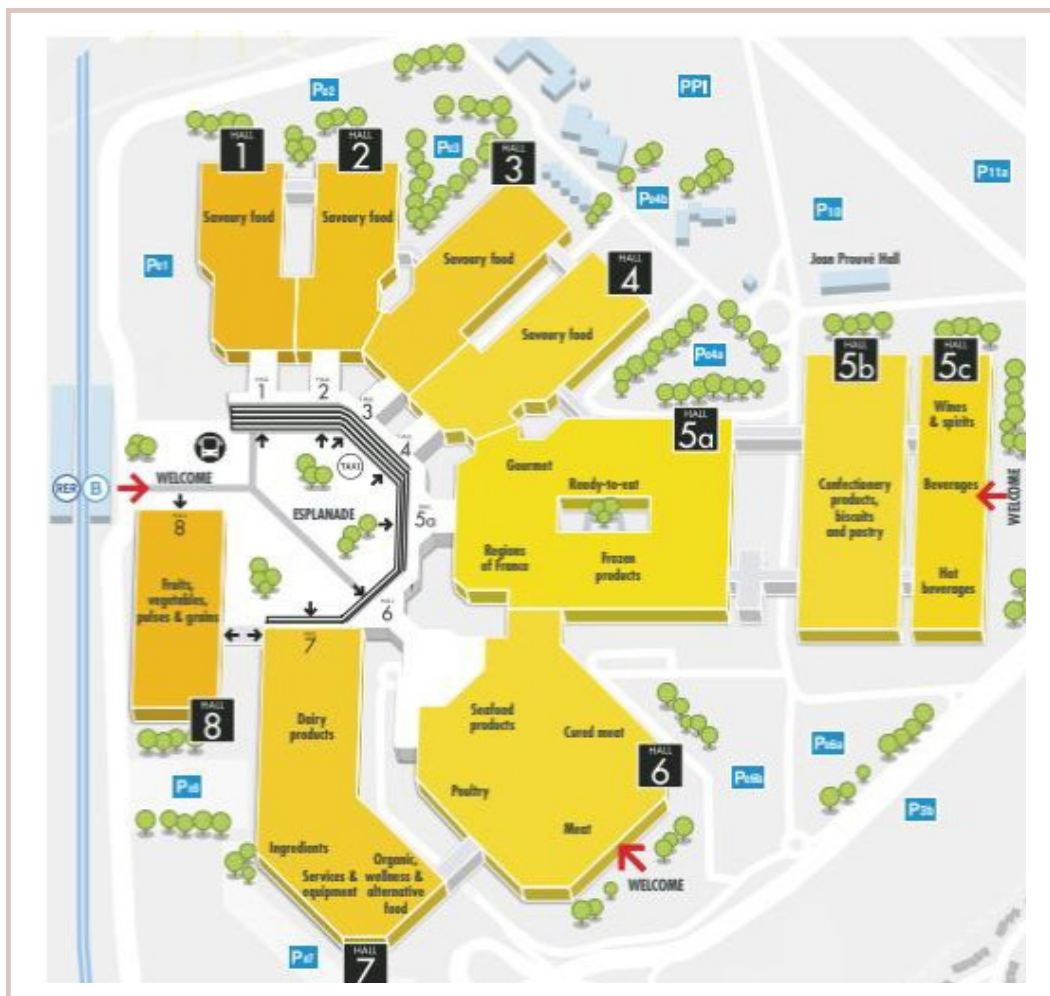 P02
PPI
HALL
1
HALL
2
P03
HALL
3
P11a
P04b
P10
Savoury food
Savoury food
Savoury food
HALL
4
Jean Prouvé Hall
P01
Savoury food
P04a
HALL
5b
HALL
5c
HALL
1
2
3
HALL
5a
Wines
& spirits
4
TAXI
Gourmet
RER
B
WELCOME
Ready-to-eat
Confectionery
products,
biscuits
and pastry
Beverages
WELCOME
ESPLANADE
5a
8
Regions
of France
Frozen
products
Fruits,
vegetables,
pulses & grains
Hot
beverages
HALL
6
7
HALL
8
Dairy
products
Seafood
products
Cured meat
HALL
6
P06a
P06b
Poultry
P3b
Meat
Ingredients
Services &
equipment
Organic,
wellness &
alternative
food
WELCOME
HALL
7